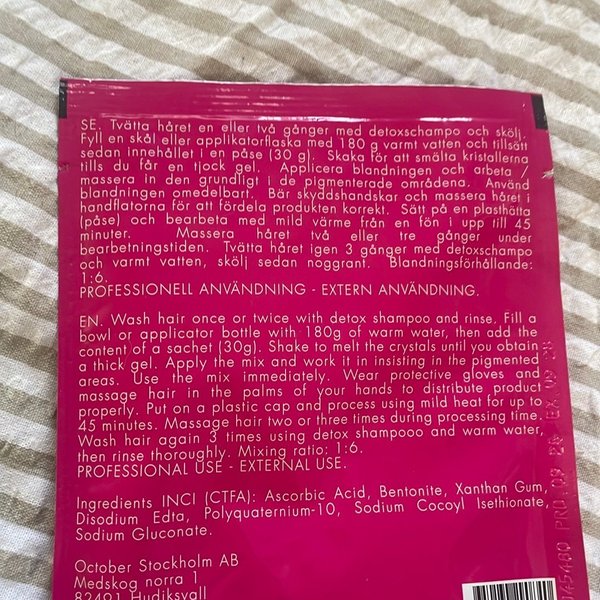 SE. Tvätta håret en eller två gånger med detoxschampo och skölj.
Fyll en skål eller applikatorflaska med 180 g varmt vatten och tillsätt
sedan innehållet i en påse (30 g). Skaka för att smälta kristallerna
tills du får en tjock gel. Applicera blandningen och arbeta /
massera in den grundligt i de pigmenterade områdena. Använd
blandningen omedelbart. Bär skyddshandskar och massera håret i
handflatorna för att fördela produkten korrekt. Sätt på en plasthätta
(påse) och bearbeta med mild värme från en fön i upp till 45
minuter. Massera håret två eller tre gånger under
bearbetningstiden. Tvätta håret igen 3 gånger med detoxschampo
och varmt vatten, skölj sedan noggrant. Blandningsförhållande:
1:6.
PROFESSIONELL ANVÄNDNING - EXTERN ANVÄNDNING.
EN. Wash hair once or twice with detox shampoo and rinse. Fill a
bowl or applicator bottle with 180g of warm water, then add the
content of a sachet (30g). Shake to melt the crystals until you obtain
a thick gel. Apply the mix and work it in insisting in the pigmented
areas. Use the mix immediately. Wear protective gloves and
massage hair in the palms of your hands to distribute product
properly. Put on a plastic cap and process using mild heat for up to
45 minutes. Massage hair two or three times during processing time.
Wash hair again 3 times using detox shampooo and warm water,
then rinse thoroughly. Mixing ratio: 1:6.
PROFESSIONAL USE - EXTERNAL USE.
Ingredients INCI (CTFA): Ascorbic Acid, Bentonite, Xanthan Gum,
Disodium Edta, Polyquaternium-10, Sodium Cocoyl Isethionate,
Sodium Gluconate.
October Stockholm AB
Medskog norra 1
82491 Hudiksvall